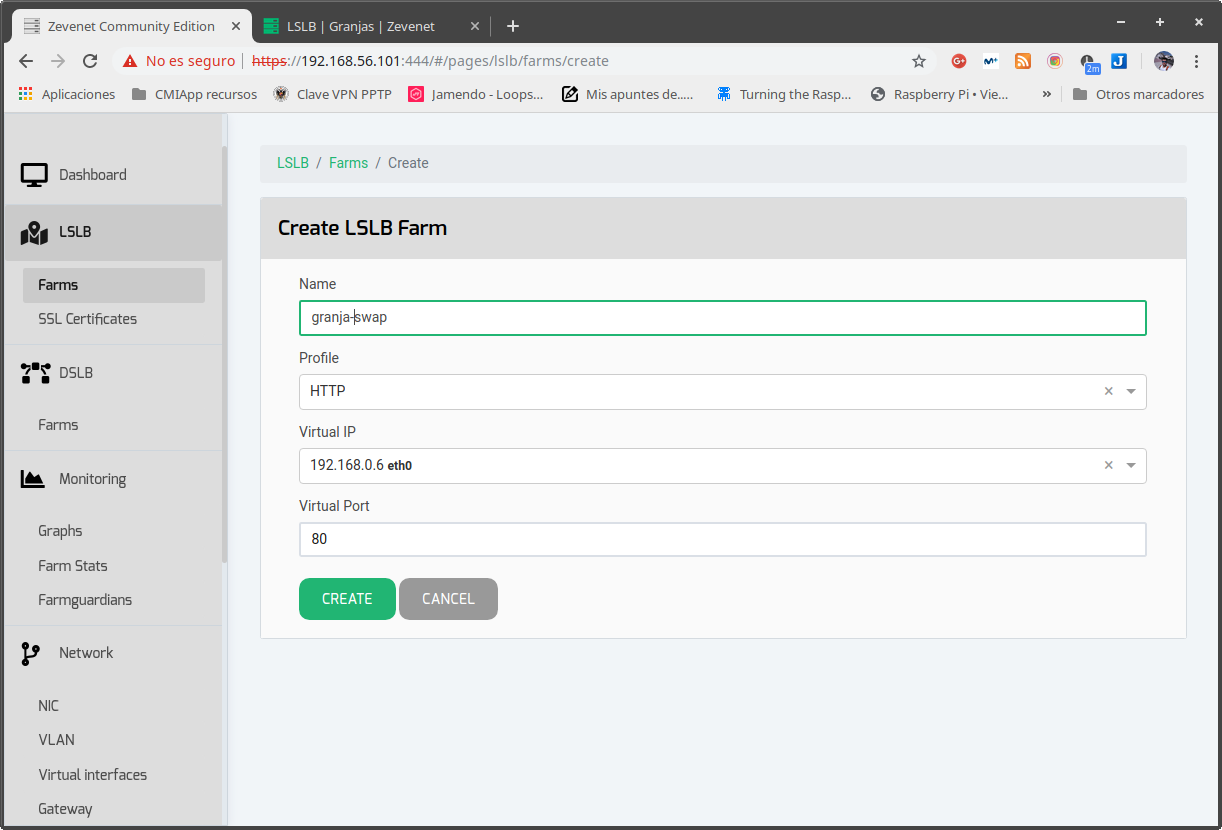 Zevenet Community Edition
LSLB | Granjas | Zevenet
No es seguro https://192.168.56.101:444/#/pages/lslb/farms/create
2m
Aplicaciones CMIApp recursos Clave VPN PPTP Jamendo - Loops... Mis apuntes de..... Turning the Rasp... Raspberry Pi • Vie... » Otros marcadores
Dashboard
LSLB
Farms
SSL Certificates
DSLB
Farms
Monitoring
Graphs
Farm Stats
Farmguardians
Network
NIC
VLAN
Virtual interfaces
Gateway
LSLB / Farms / Create
Create LSLB Farm
Name
granja-swap
Profile
HTTP
Virtual IP
192.168.0.6 eth0
Virtual Port
80
CREATE CANCEL